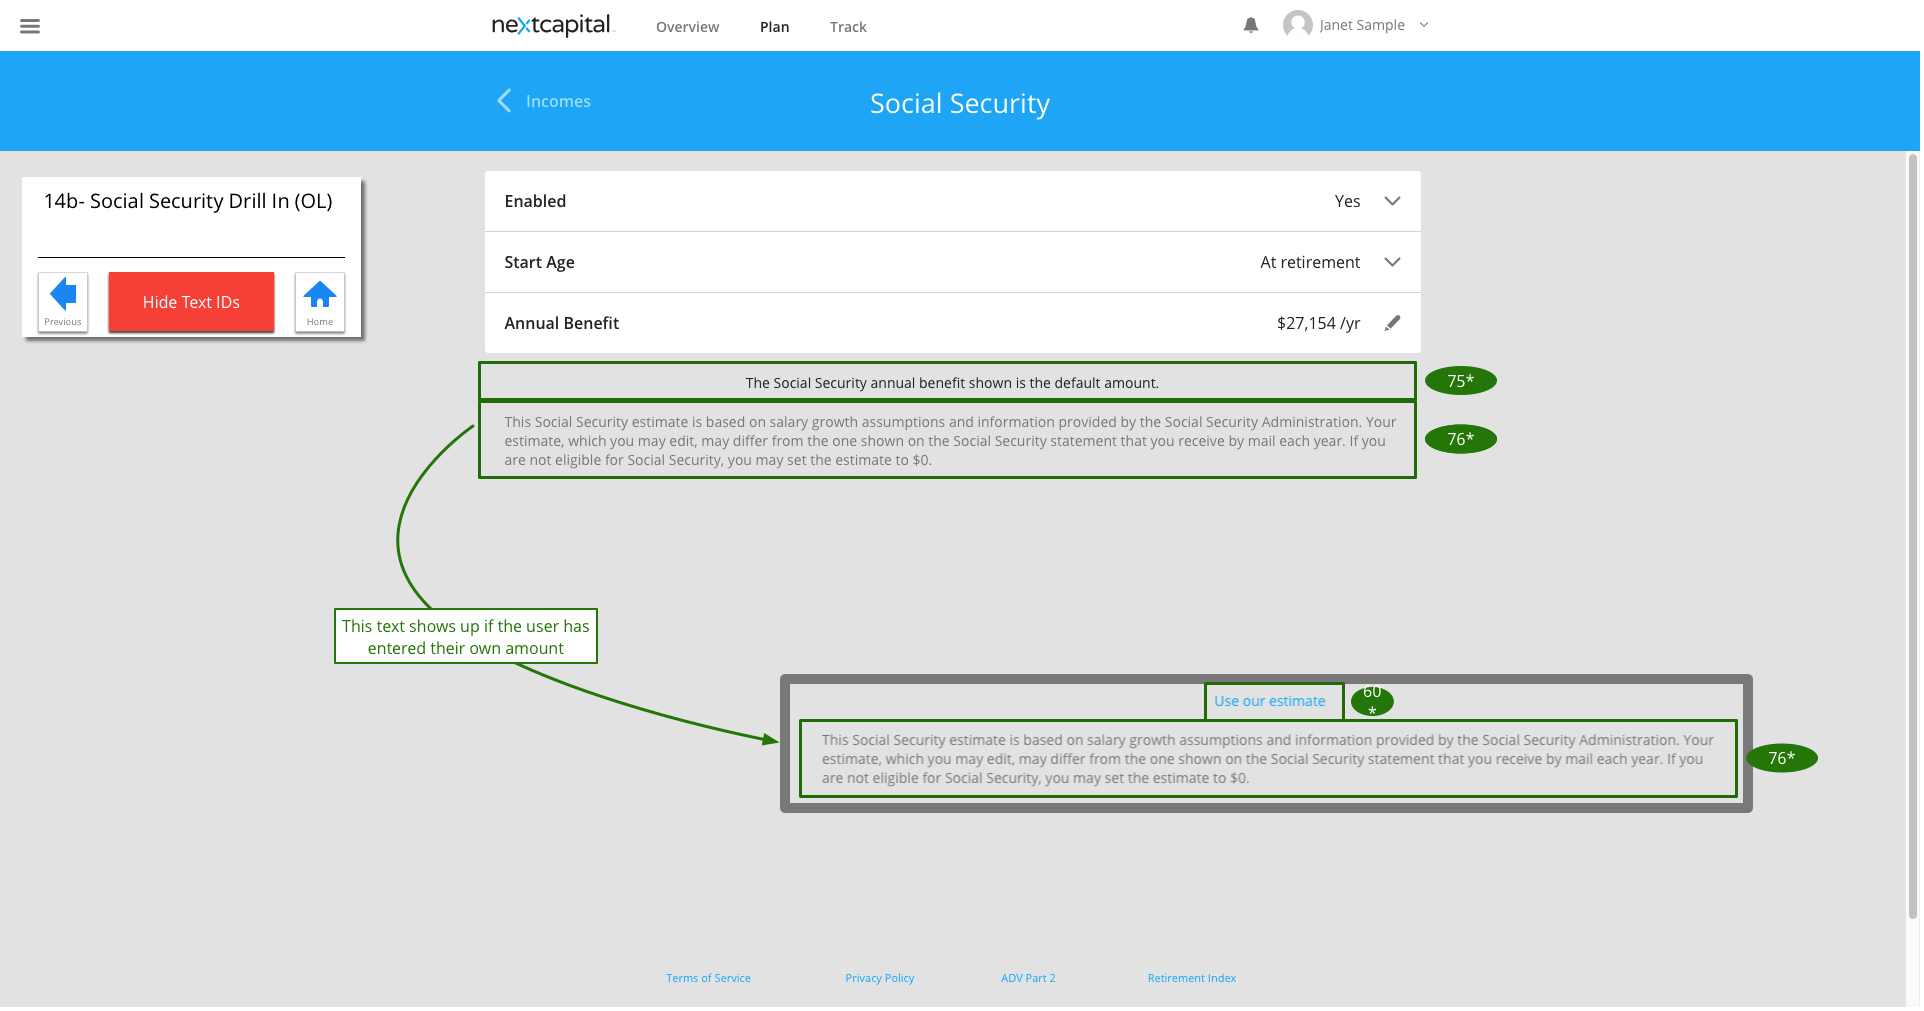 nextcapital
Overview
Plan
Track
Janet Sample
Incomes
Social Security
14b- Social Security Drill In (OL)
Previous
Hide Text IDs
Home
Enabled
Yes
Start Age
At retirement
Annual Benefit
$27,154 /yr
The Social Security annual benefit shown is the default amount.
75*
This Social Security estimate is based on salary growth assumptions and information provided by the Social Security Administration. Your
estimate, which you may edit, may differ from the one shown on the Social Security statement that you receive by mail each year. If you
are not eligible for Social Security, you may set the estimate to $0.
76*
This text shows up if the user has
entered their own amount
Use our estimate
60
*
This Social Security estimate is based on salary growth assumptions and information provided by the Social Security Administration. Your
estimate, which you may edit, may differ from the one shown on the Social Security statement that you receive by mail each year. If you
are not eligible for Social Security, you may set the estimate to $0.
76*
Terms of Service
Privacy Policy
ADV Part 2
Retirement Index